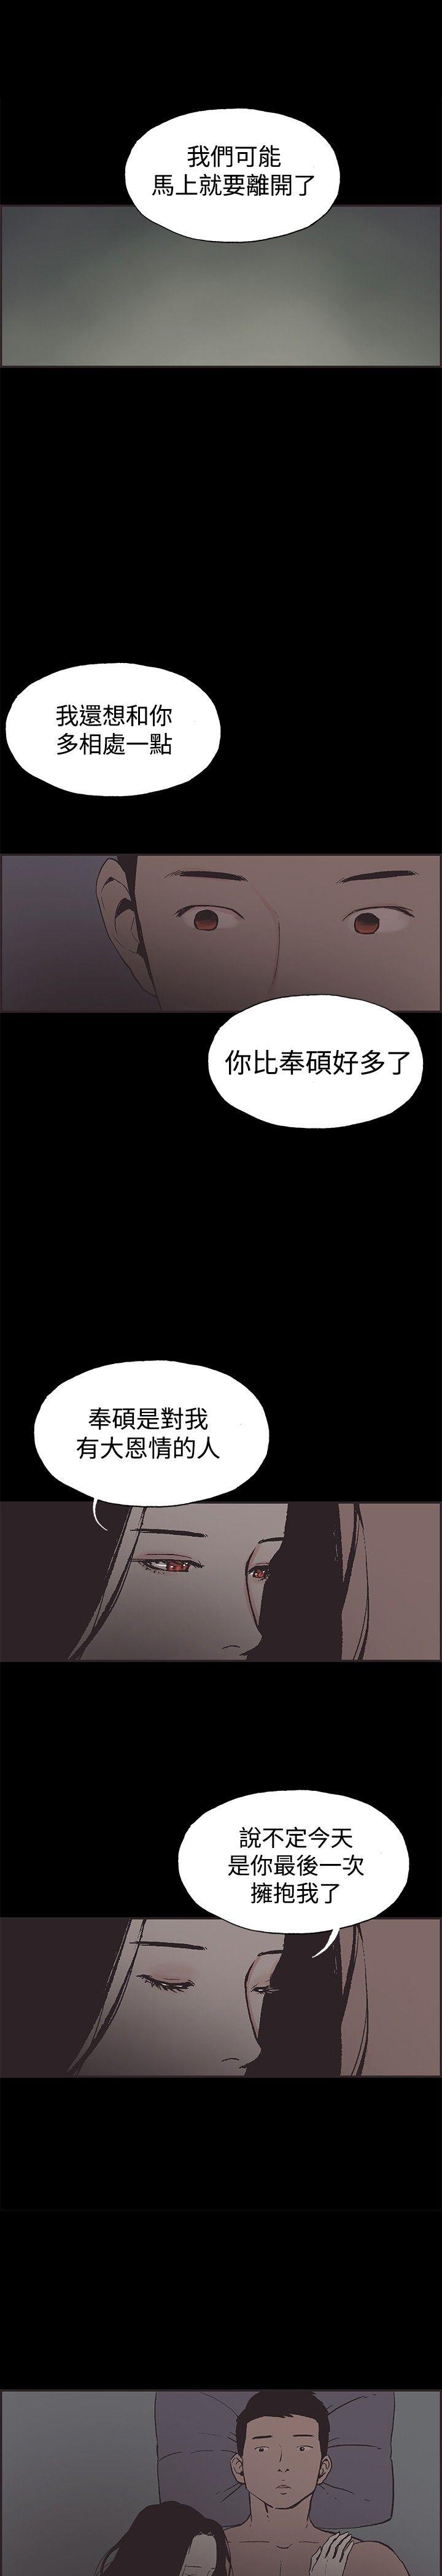 我們可能
馬上就要離開了
我還想和你
多相處一點
你比奉碩好多了
奉碩是對我
有大恩情的人
說不定今天
是你最後一次
擁抱我了